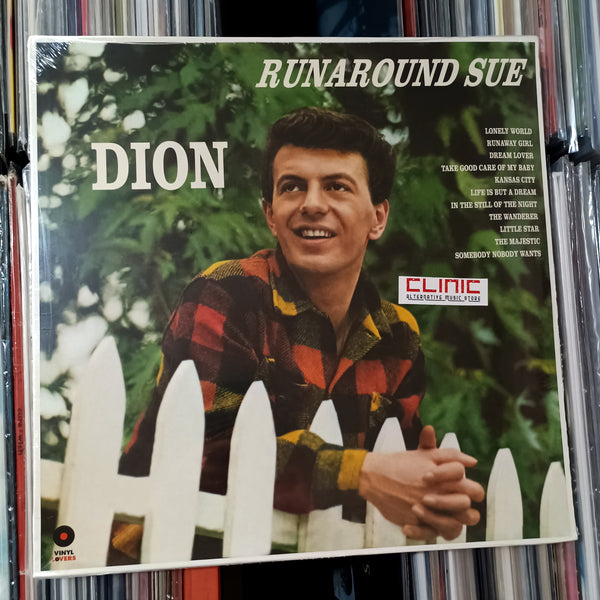 RUNAROUND SUE
DION
LONELY WORLD
RUNAWAY GIRL
DREAM LOVER
TAKE GOOD CARE OF MY BABY
KANSAS CITY
LIFE IS BUT A DREAM
IN THE STILL OF THE NIGHT
THE WANDERER
LITTLE STAR
THE MAJESTIC
SOMEBODY NOBODY WANTS
CLINIC
ALTERNATIVE MUSIC STORE
VINYL
LOVERS